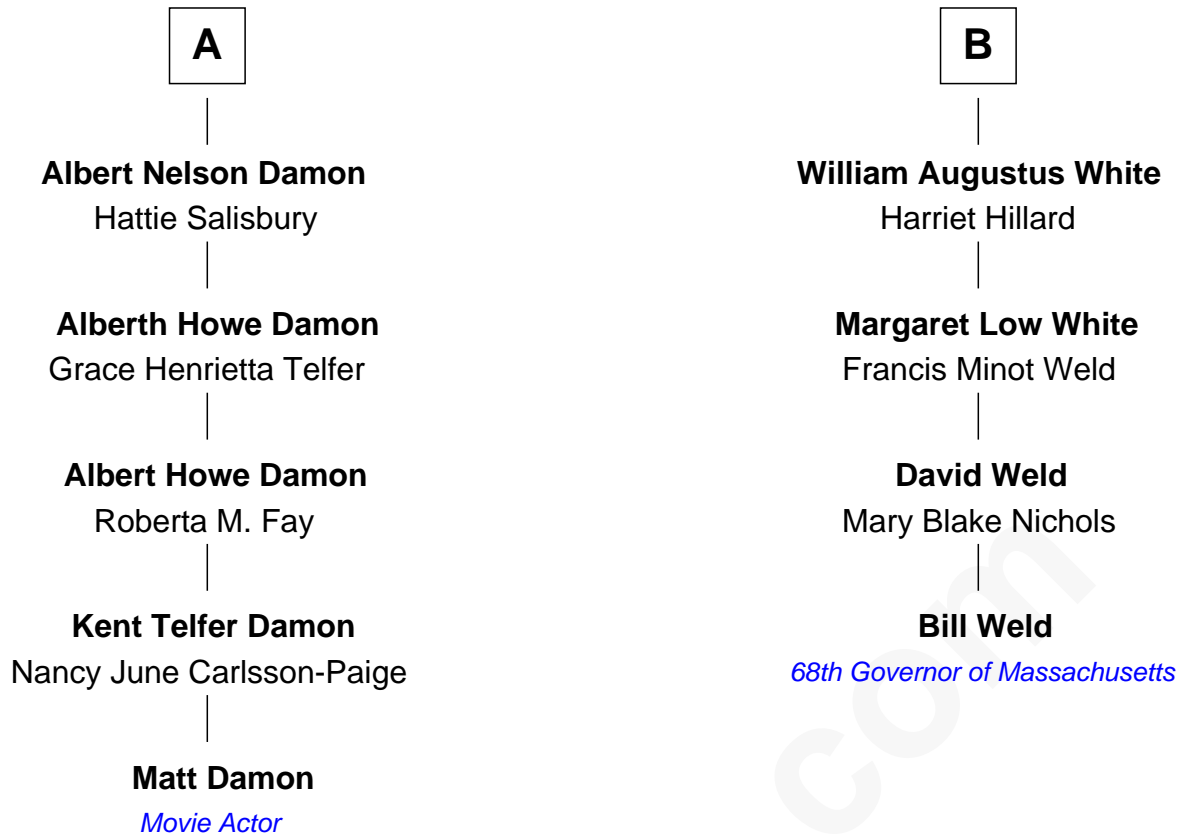 A
Albert Nelson Damon
Hattie Salisbury
Alberth Howe Damon
Grace Henrietta Telfer
Albert Howe Damon
Roberta M. Fay
Kent Telfer Damon
Nancy June Carlsson-Paige
Matt Damon
Movie Actor
B
William Augustus White
Harriet Hillard
Margaret Low White
Francis Minot Weld
David Weld
Mary Blake Nichols
Bill Weld
68th Governor of Massachusetts
com